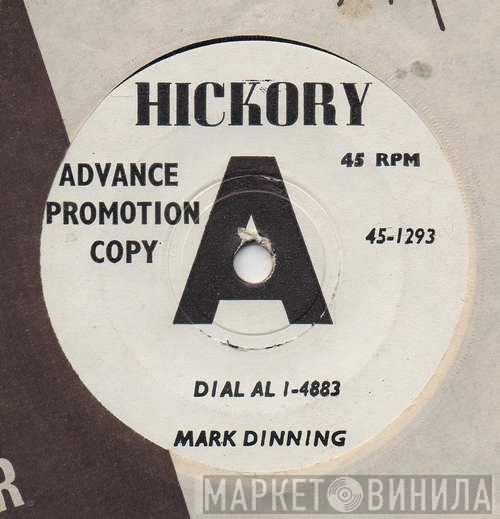 HICKORY
ADVANCE
PROMOTION
COPY
45 RPM
A
45-1293
DIAL AL 1-4883
MARK DINNING
R
МАРКЕТ ВИНИЛА